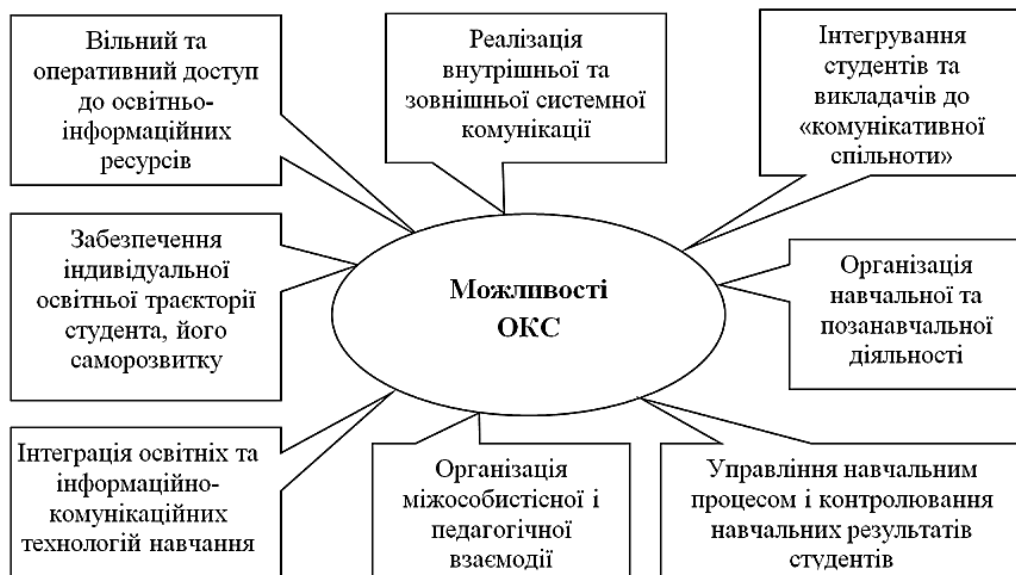 Вільний та
оперативний доступ
до освітньо-
інформаційних
ресурсів
Реалізація
внутрішньої та
зовнішньої системної
комунікації
Інтегрування
студентів та
викладачів до
«комунікативної
спільноти»
Забезпечення
індивідуальної
освітньої траєкторії
студента, його
саморозвитку
Можливості
ОКС
Організація
навчальної та
позанавчальної
діяльності
Інтеграція освітніх та
інформаційно-
комунікаційних
технологій навчання
Організація
міжособистісної і
педагогічної
взаємодії
Управління навчальним
процесом і контролювання
навчальних результатів
студентів